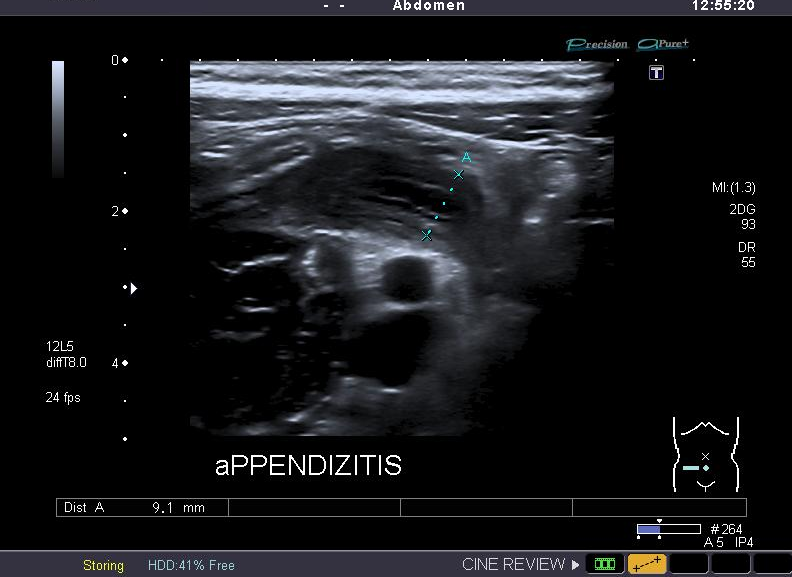 - - Abdomen 12:55:20
Precision APure+
T
0
A
MI:(1.3)
2DG
93
DR
55
2
12L5
diffT8.0
24 fps
4
aPPENDIZITIS
Dist A 9.1 mm
#264
A 5 IP4
Storing HDD:41% Free CINE REVIEW